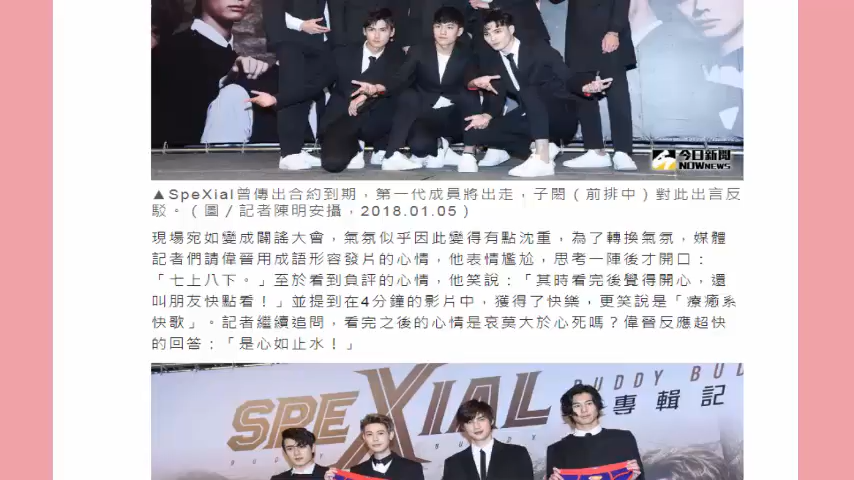 今日新聞
NOWNEWS
▲SpeXial曾傳出合約到期，第一代成員將出走，子閎（前排中）對此出言反
駁。（圖／記者陳明安攝，2018.01.05）
現場宛如變成闢謠大會，氣氛似乎因此變得有點沈重，為了轉換氣氛，媒體
記者們請偉晉用成語形容發片的心情，他表情尷尬，思考一陣後才開口：
「七上八下。」至於看到負評的心情，他笑說：「其時看完後覺得開心，還
叫朋友快點看！」並提到在4分鐘的影片中，獲得了快樂，更笑說是「療癒系
快歌」。記者繼續追問，看完之後的心情是哀莫大於心死嗎？偉晉反應超快
的回答：「是心如止水！」
BUDDY BUD
SPEXIAL
專輯記